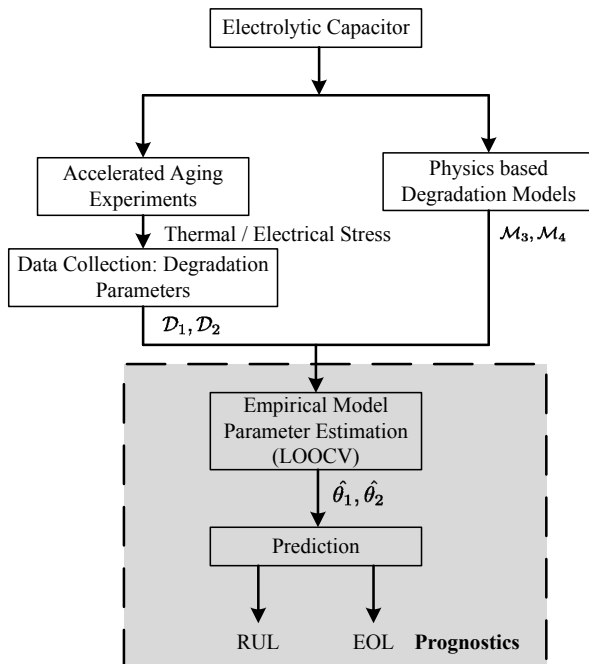 Electrolytic Capacitor
Accelerated Aging
Experiments
Physics based
Degradation Models
Thermal / Electrical Stress
ℳ₃, ℳ₄
Data Collection: Degradation
Parameters
𝒟₁, 𝒟₂
Empirical Model
Parameter Estimation
(LOOCV)
θ̂₁, θ̂₂
Prediction
RUL EOL Prognostics